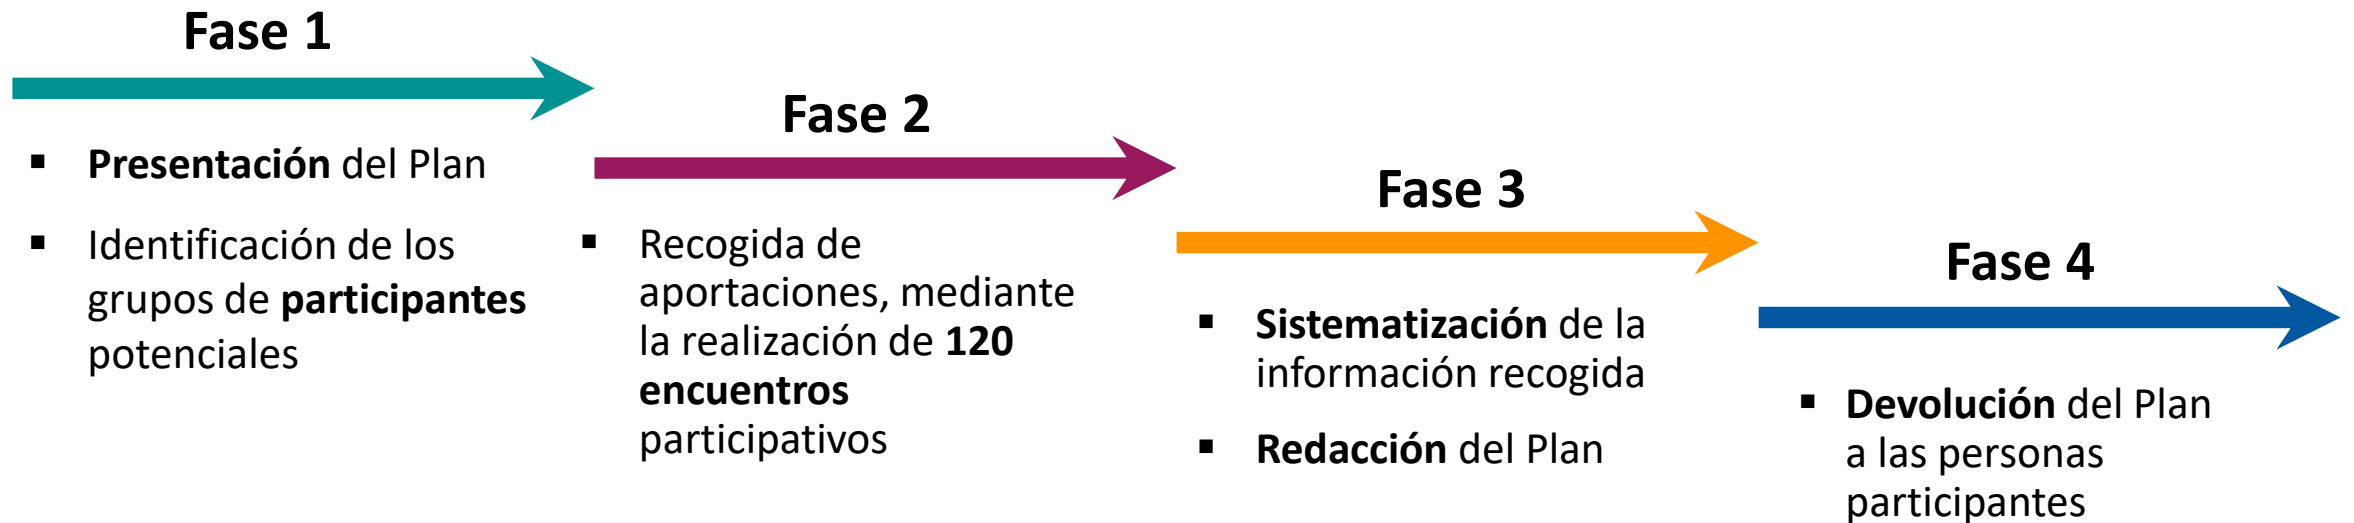 Fase 1
▪ Presentación del Plan
▪ Identificación de los
grupos de participantes
potenciales
Fase 2
▪ Recogida de
aportaciones, mediante
la realización de 120
encuentros
participativos
Fase 3
▪ Sistematización de la
información recogida
▪ Redacción del Plan
Fase 4
▪ Devolución del Plan
a las personas
participantes